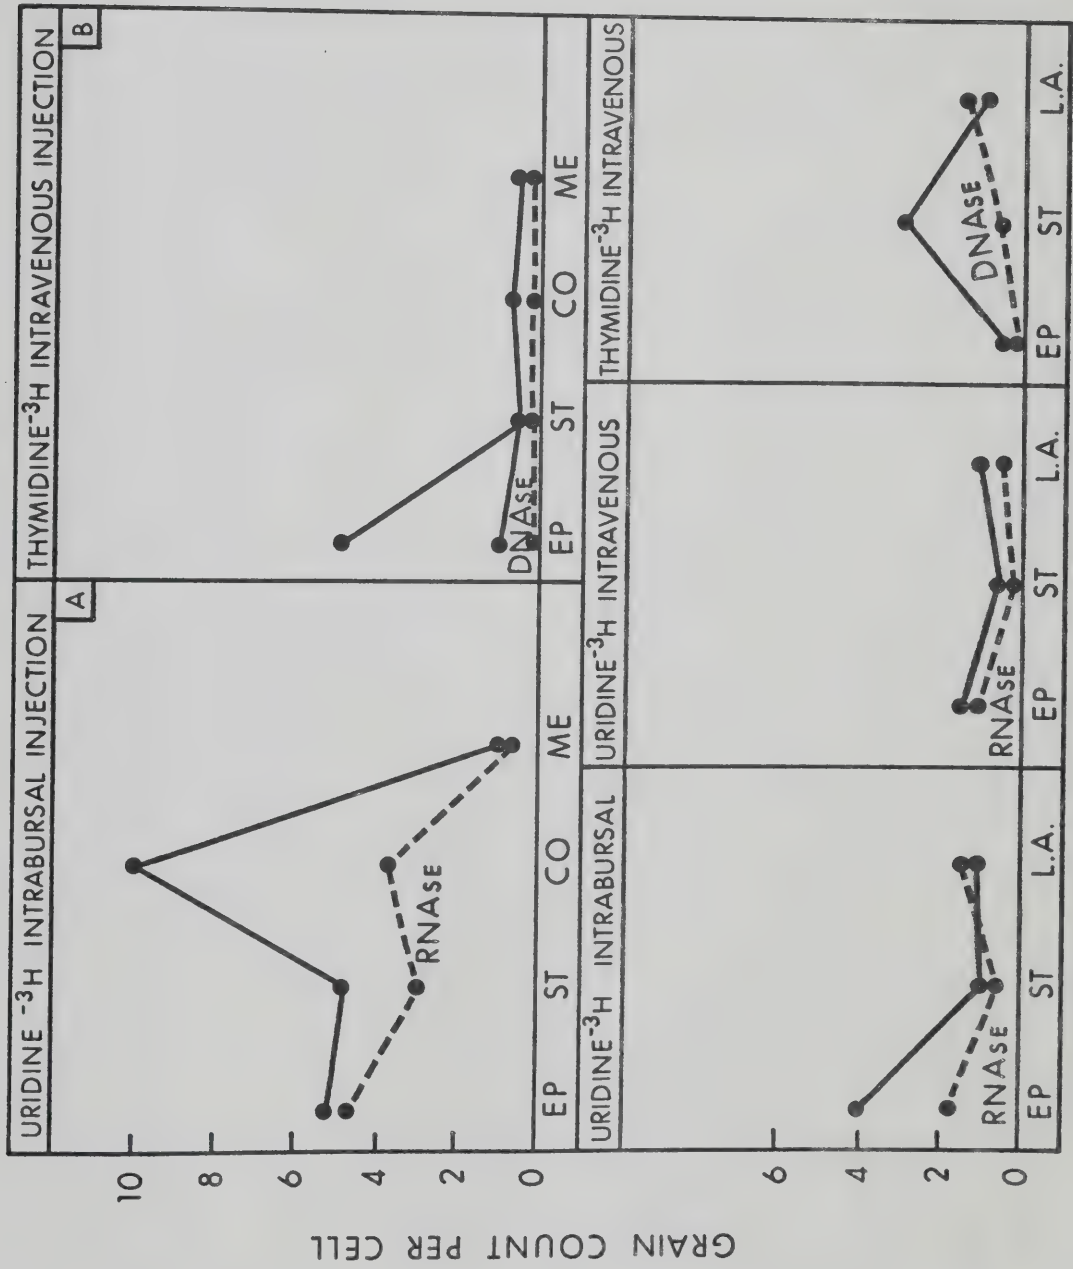 URIDINE -³H INTRABURSAL INJECTION
A
THYMIDINE-³H INTRAVENOUS INJECTION
B
10
8
6
4
2
0
RNASE
DNASE
EP ST CO ME
EP ST CO ME
URIDINE-³H INTRABURSAL
URIDINE-³H INTRAVENOUS
THYMIDINE-³H INTRAVENOUS
6
4
2
0
RNASE
RNASE
DNASE
EP ST L.A.
EP ST L.A.
EP ST L.A.
GRAIN COUNT PER CELL